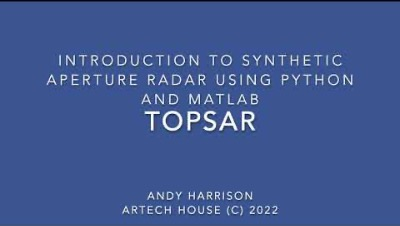 INTRODUCTION TO SYNTHETIC
APERTURE RADAR USING PYTHON
AND MATLAB
TOPSAR
ANDY HARRISON
ARTECH HOUSE (C) 2022